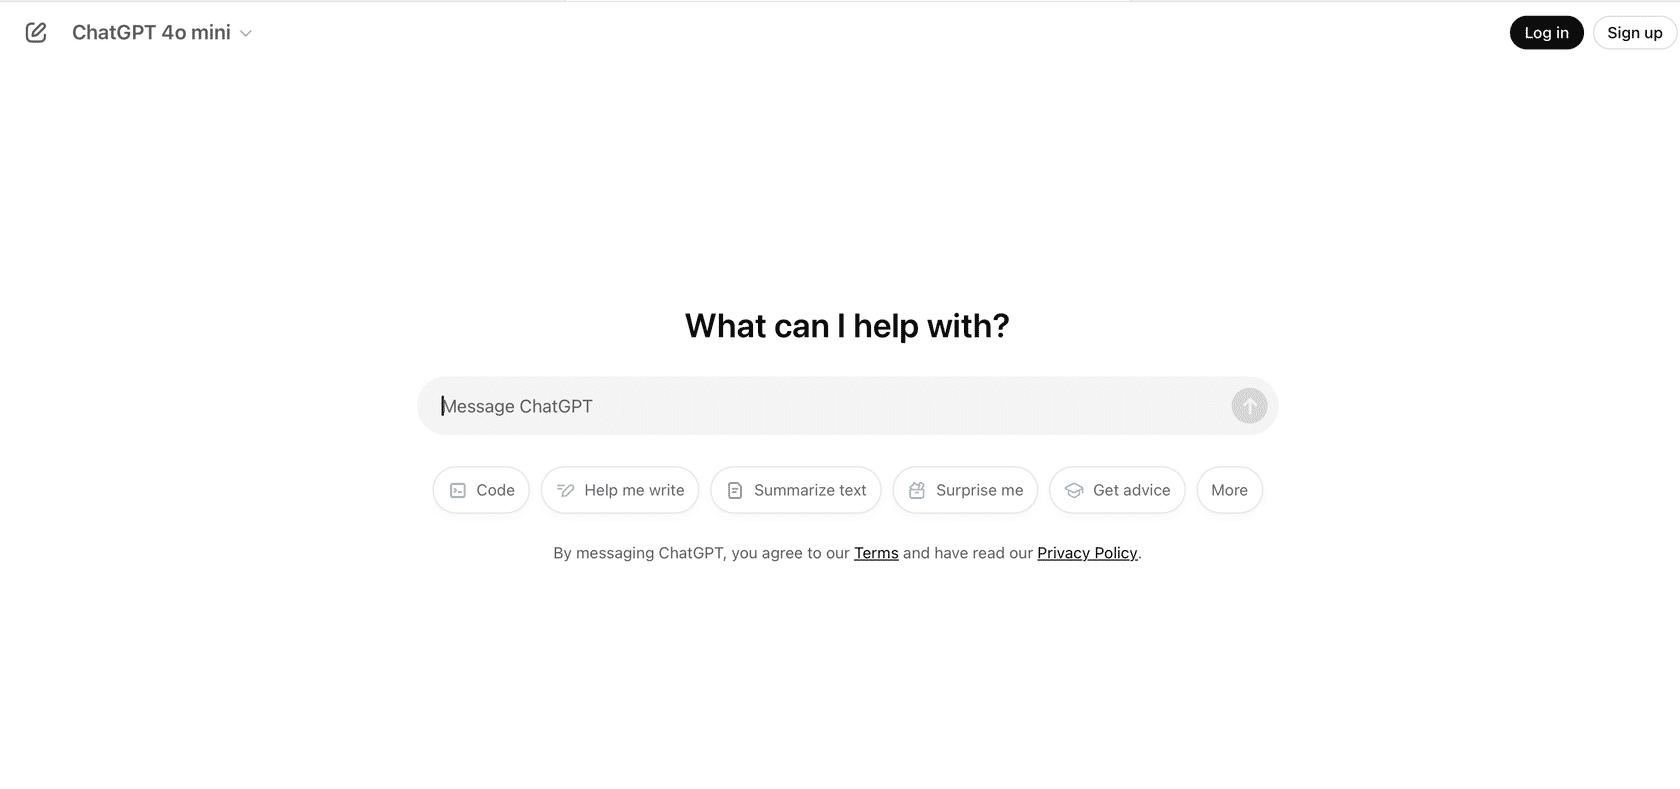 ChatGPT 4o mini
Log in
Sign up
What can I help with?
Message ChatGPT
Code
Help me write
Summarize text
Surprise me
Get advice
More
By messaging ChatGPT, you agree to our Terms and have read our Privacy Policy.